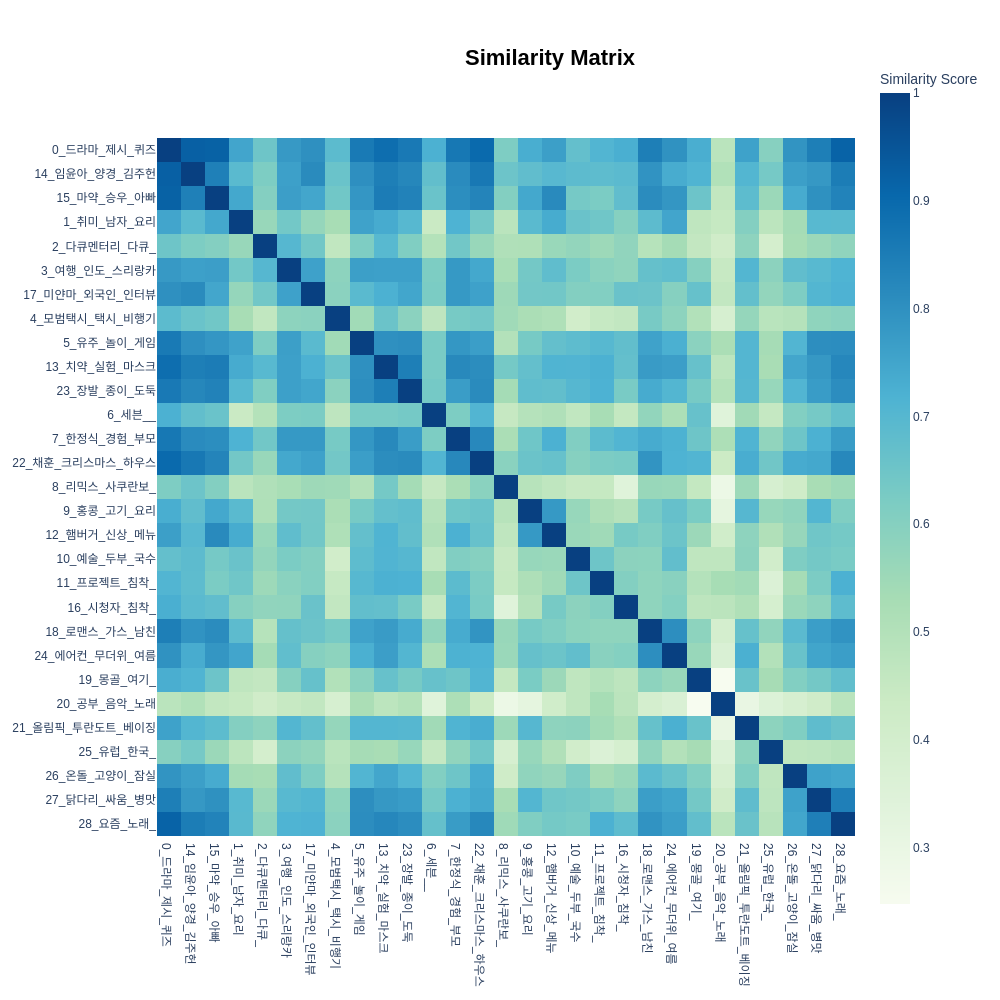 Similarity Matrix
Similarity Score
1
0.9
0.8
0.7
0.6
0.5
0.4
0.3
0_드라마_제시_퀴즈
14_임윤아_양경_김주헌
15_마약_승우_아빠
1_취미_남자_요리
2_다큐멘터리_다큐_
3_여행_인도_스리랑카
17_미얀마_외국인_인터뷰
4_모범택시_택시_비행기
5_유주_놀이_게임
13_치약_실험_마스크
23_장발_종이_도둑
6_세븐__
7_한정식_경험_부모
22_채훈_크리스마스_하우스
8_리믹스_사쿠란보_
9_홍콩_고기_요리
12_햄버거_신상_메뉴
10_예술_두부_국수
11_프로젝트_침착_
16_시청자_침착_
18_로맨스_가스_남친
24_에어컨_무더위_여름
19_몽골_여기_
20_공부_음악_노래
21_올림픽_투란도트_베이징
25_유럽_한국_
26_온돌_고양이_잠실
27_닭다리_싸움_병맛
28_요즘_노래_
0_드라마_제시_퀴즈
14_임윤아_양경_김주헌
15_마약_승우_아빠
1_취미_남자_요리
2_다큐멘터리_다큐_
3_여행_인도_스리랑카
17_미얀마_외국인_인터뷰
4_모범택시_택시_비행기
5_유주_놀이_게임
13_치약_실험_마스크
23_장발_종이_도둑
6_세븐__
7_한정식_경험_부모
22_채훈_크리스마스_하우스
8_리믹스_사쿠란보_
9_홍콩_고기_요리
12_햄버거_신상_메뉴
10_예술_두부_국수
11_프로젝트_침착_
16_시청자_침착_
18_로맨스_가스_남친
24_에어컨_무더위_여름
19_몽골_여기_
20_공부_음악_노래
21_올림픽_투란도트_베이징
25_유럽_한국_
26_온돌_고양이_잠실
27_닭다리_싸움_병맛
28_요즘_노래_